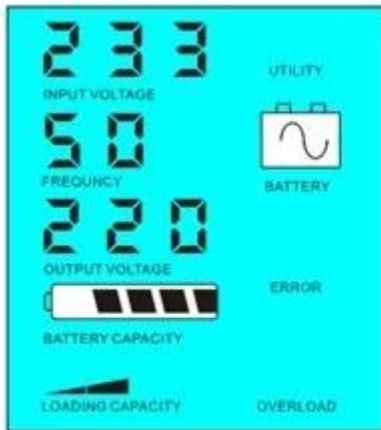 233
INPUT VOLTAGE
UTILITY
50
FREQUNCY
BATTERY
220
OUTPUT VOLTAGE
ERROR
BATTERY CAPACITY
LOADING CAPACITY
OVERLOAD